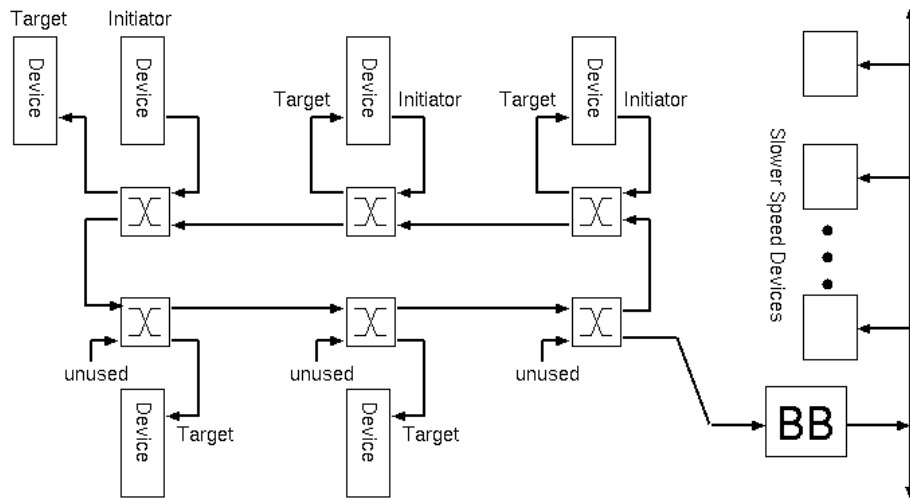 Target
Initiator
Device
Device
Device
Device
Target
Initiator
Target
Initiator
Slower Speed Devices
unused
unused
unused
Device
Target
Device
Target
BB